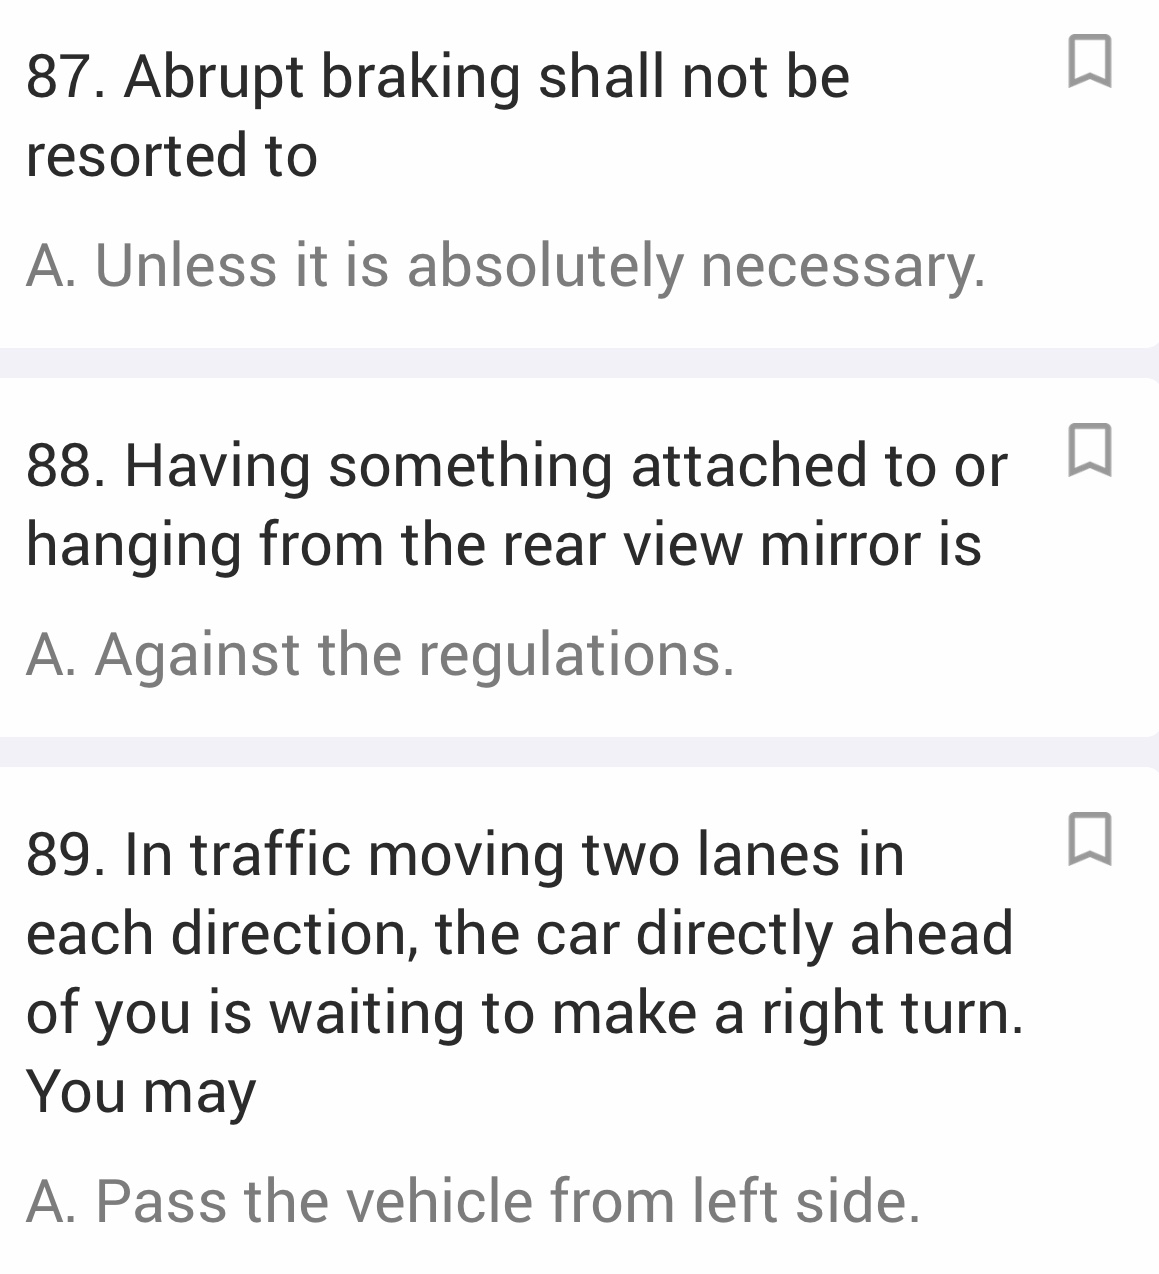 87. Abrupt braking shall not be
resorted to
A. Unless it is absolutely necessary.
88. Having something attached to or
hanging from the rear view mirror is
A. Against the regulations.
89. In traffic moving two lanes in
each direction, the car directly ahead
of you is waiting to make a right turn.
You may
A. Pass the vehicle from left side.